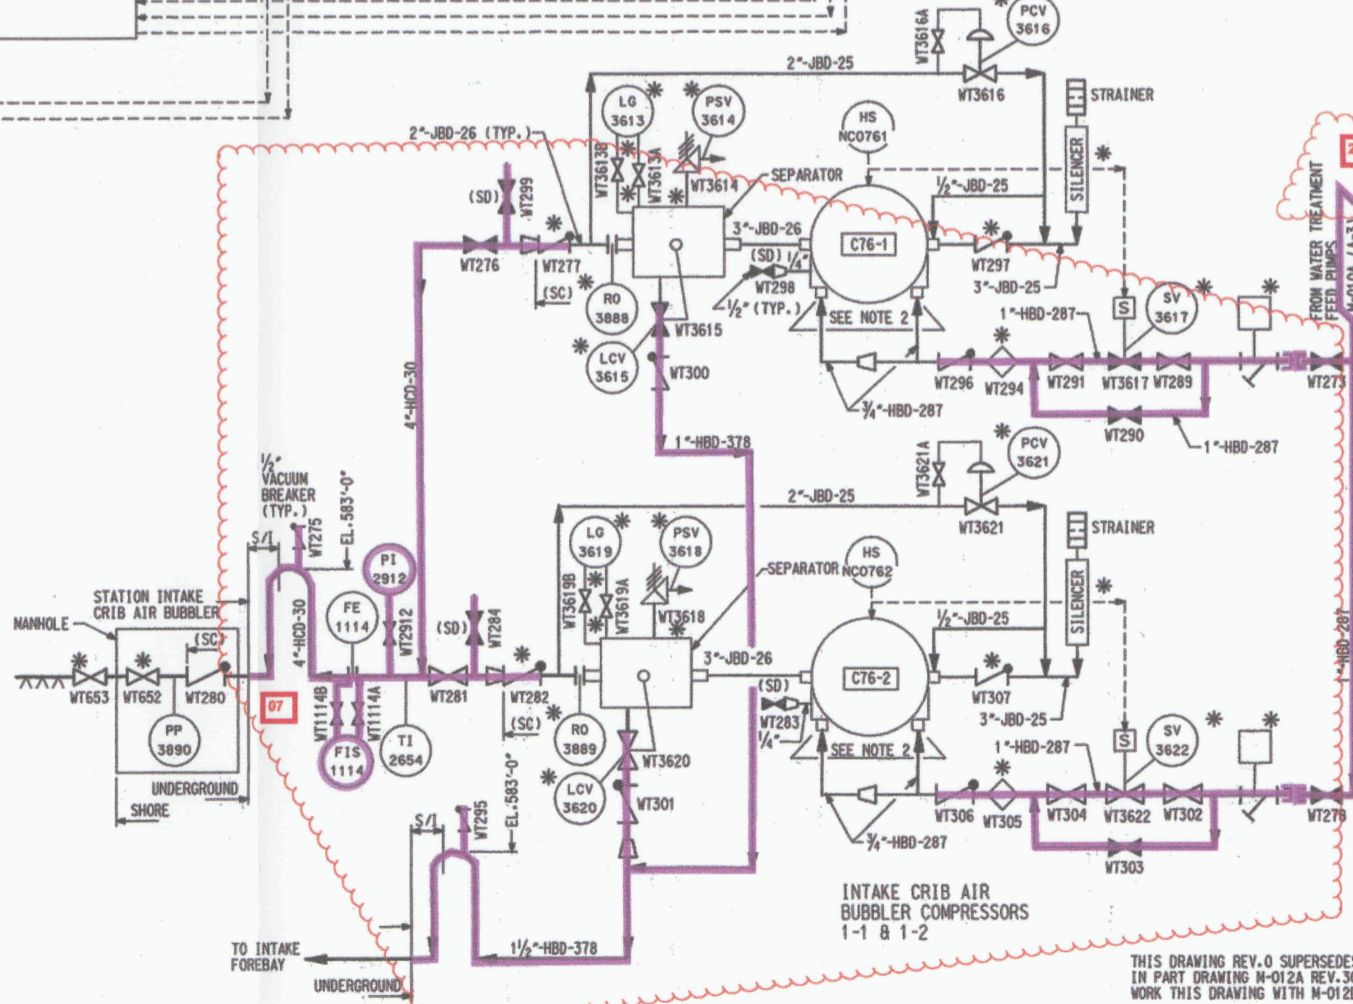 PCV
3616
WT3616A
2"-JBD-25
WT3616
STRAINER
LG
3613
PSV
3614
HS
NC0761
2"-JBD-26 (TYP.)
WT3613B
WT3613A
WT3614
SEPARATOR
1/2"-JBD-25
SILENCER
(SD)
WT299
3"-JBD-26
C76-1
WT276
WT277
(SC)
RO
3888
(SD)
1/4"
WT298
1/2" (TYP.)
WT297
3"-JBD-25
FROM WATER TREATMENT
FEED PUMPS
WT3615
SEE NOTE 2
1"-HBD-287
S
SV
3617
LCV
3615
WT300
4"-HCD-30
WT296
WT294
WT291
WT3617
WT289
WT273
3/4"-HBD-287
WT290
1"-HBD-287
1"-HBD-378
PCV
3621
WT3621A
1/2"
VACUUM
BREAKER
(TYP.)
S/I
WT275
EL.583'-0"
2"-JBD-25
WT3621
STRAINER
LG
3619
PSV
3618
HS
NC0762
PI
2912
SEPARATOR
WT3619B
WT3619A
WT3618
1/2"-JBD-25
SILENCER
STATION INTAKE
CRIB AIR BUBBLER
MANHOLE
(SC)
4"-HCD-30
FE
1114
WT2912
(SD)
WT284
3"-JBD-26
C76-2
WT653
WT652
WT280
WT281
WT282
(SC)
(SD)
WT283
1/4"
WT307
3"-JBD-25
07
PP
3890
WT1114B
WT1114A
FIS
1114
TI
2654
RO
3889
WT3620
SEE NOTE 2
1"-HBD-287
S
SV
3622
UNDERGROUND
SHORE
LCV
3620
WT301
WT306
WT305
WT304
WT3622
WT302
3/4"-HBD-287
WT303
S/I
WT295
EL.583'-0"
INTAKE CRIB AIR
BUBBLER COMPRESSORS
1-1 & 1-2
TO INTAKE
FOREBAY
1 1/2"-HBD-378
UNDERGROUND
THIS DRAWING REV.0 SUPERSEDES
IN PART DRAWING M-012A
WORK THIS DRAWING WITH